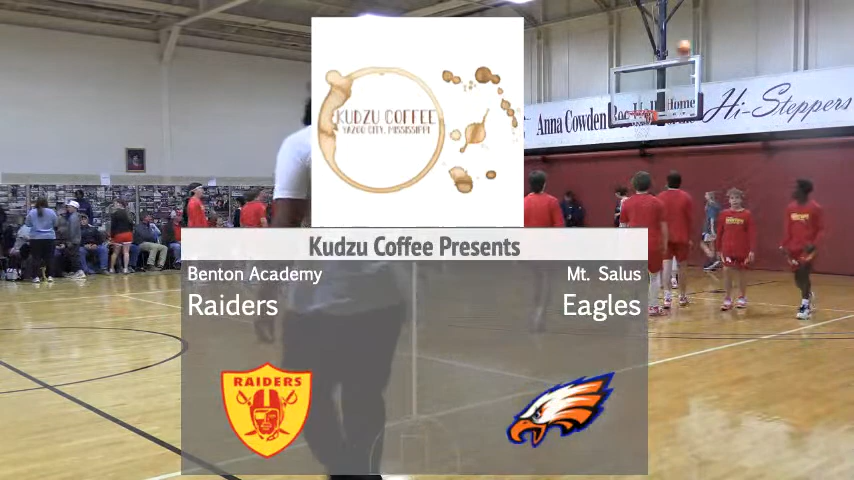 KUDZU COFFEE
YAZOO CITY, MISSISSIPPI
Anna Cowden
Home
Hi-Steppers
Kudzu Coffee Presents
Benton Academy
Mt. Salus
Raiders
Eagles
RAIDERS